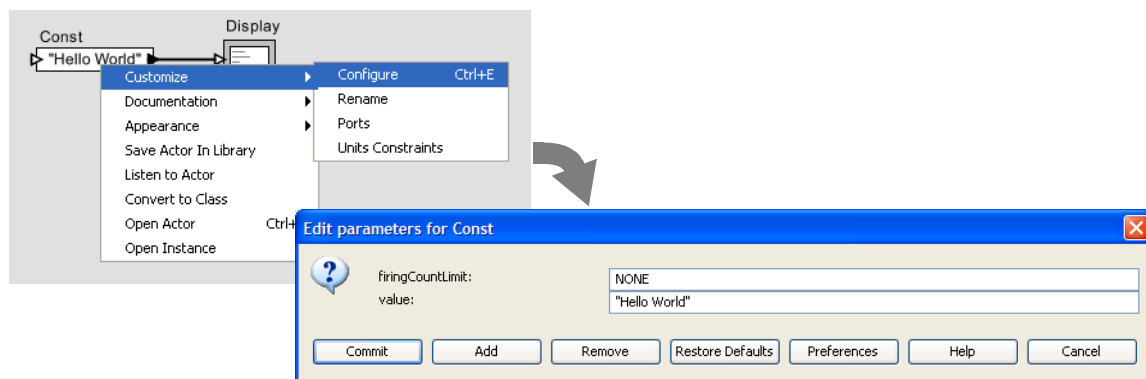 Const
Display
"Hello World"
Customize
Configure Ctrl+E
Documentation
Rename
Appearance
Ports
Save Actor In Library
Units Constraints
Listen to Actor
Convert to Class
Open Actor Ctrl+
Open Instance
Edit parameters for Const
firingCountLimit: NONE
value: "Hello World"
Commit Add Remove Restore Defaults Preferences Help Cancel